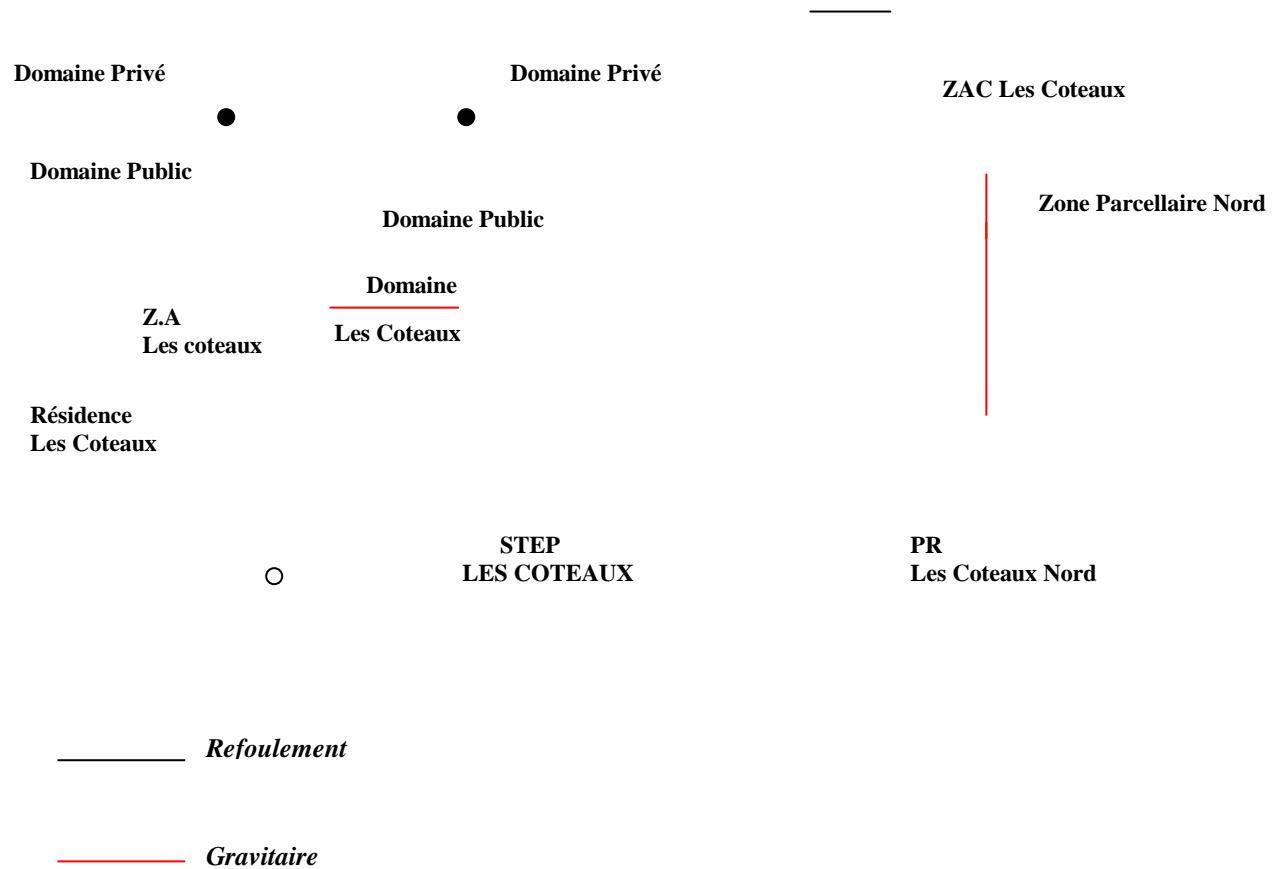 Domaine Privé
Domaine Privé
ZAC Les Coteaux
Domaine Public
Zone Parcellaire Nord
Domaine Public
Domaine
Les Coteaux
Z.A
Les coteaux
Résidence
Les Coteaux
STEP
LES COTEAUX
PR
Les Coteaux Nord
Refoulement
Gravitaire